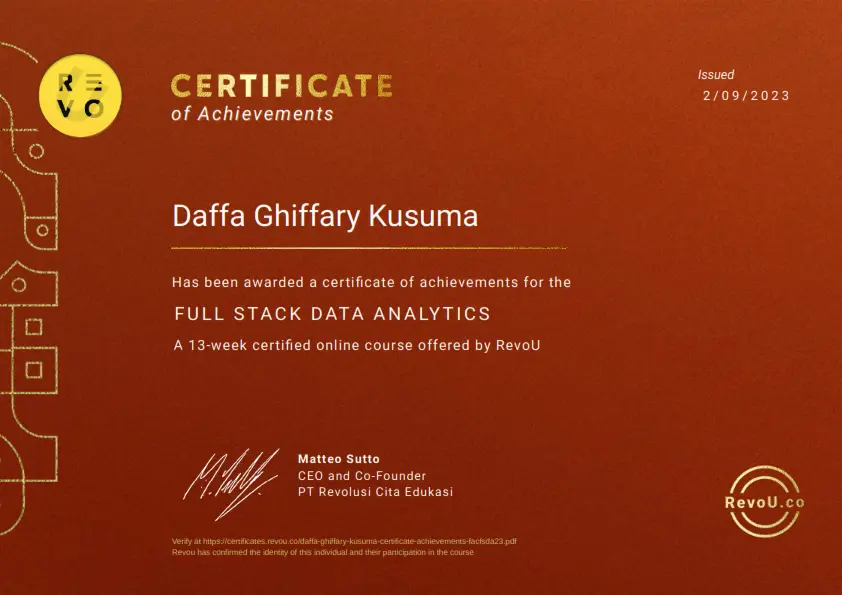 REVO
CERTIFICATE
of Achievements
Issued
2/09/2023
Daffa Ghiffary Kusuma
Has been awarded a certificate of achievements for the
FULL STACK DATA ANALYTICS
A 13-week certified online course offered by RevoU
Matteo Sutto
CEO and Co-Founder
PT Revolusi Cita Edukasi
RevoU.co
Verify at https://certificates.revou.co/daffa-ghiffary-kusuma-certificate-achievements-facfsda23.pdf
Revou has confirmed the identity of this individual and their participation in the course